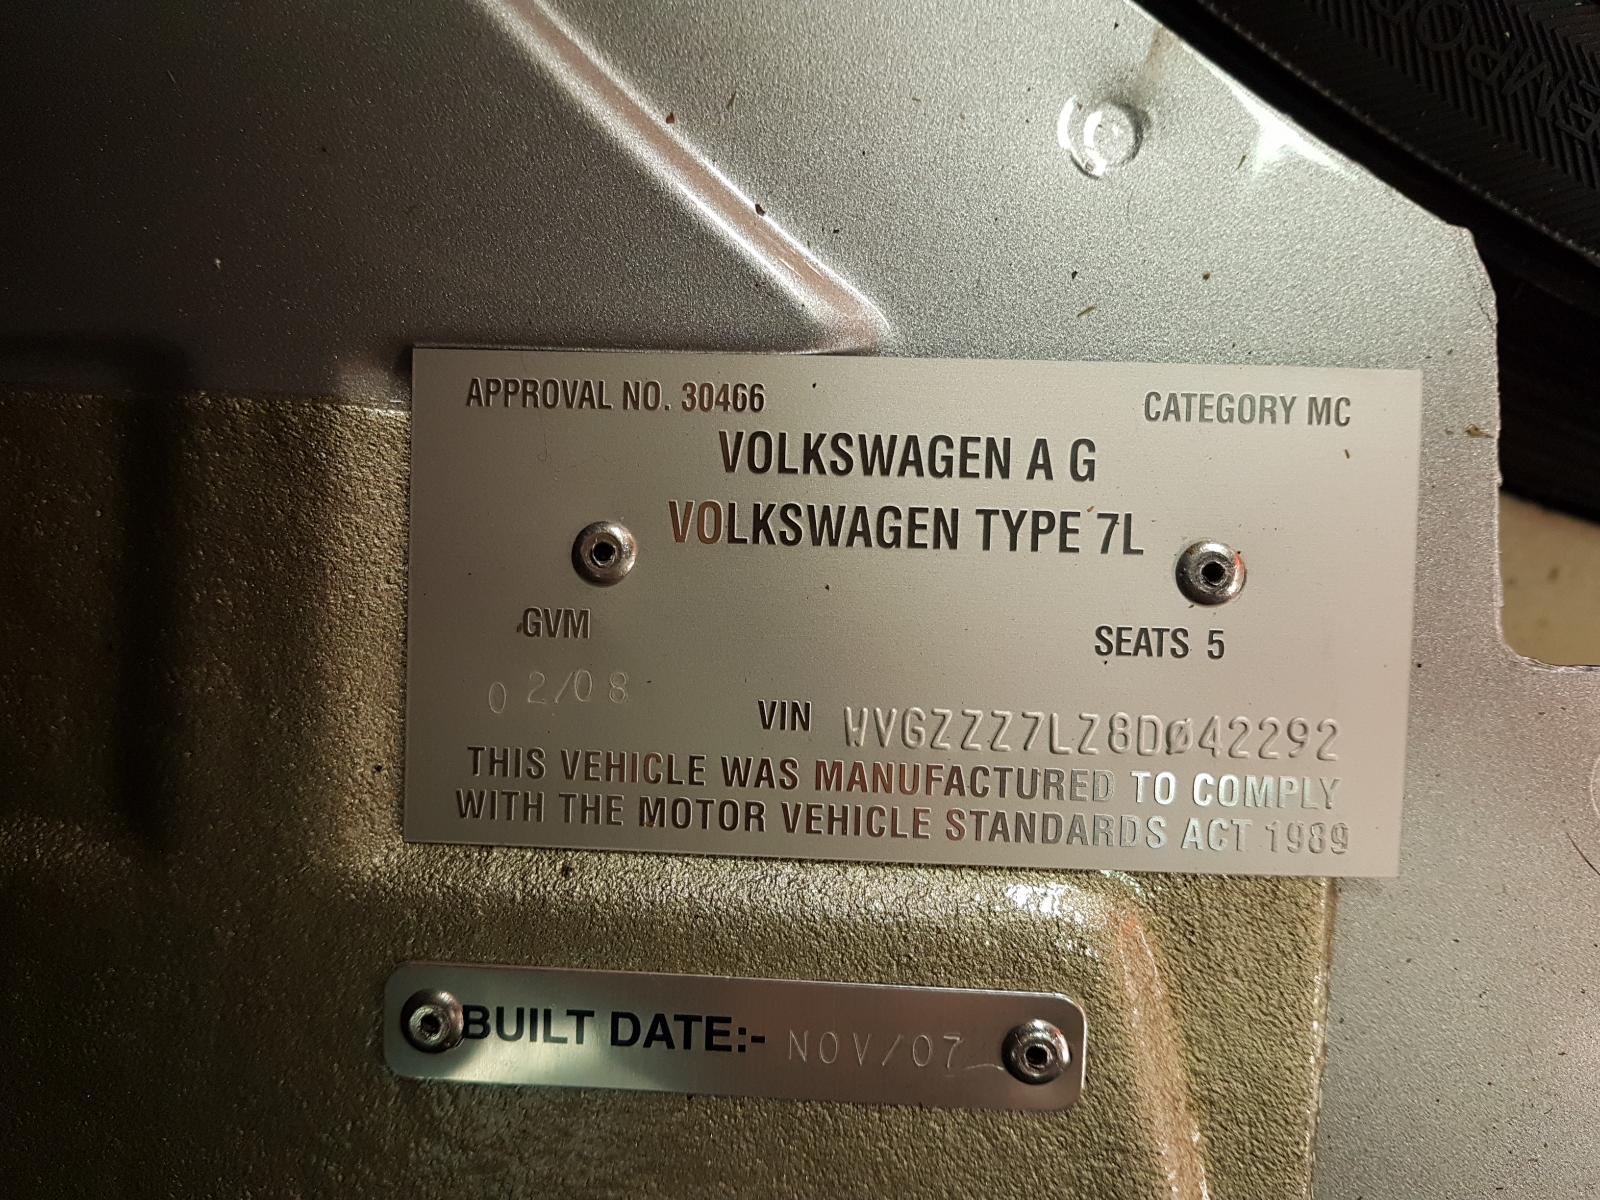 APPROVAL NO. 30466 CATEGORY MC
VOLKSWAGEN A G
VOLKSWAGEN TYPE 7L
GVM SEATS 5
02/08
VIN WVGZZZ7LZ8DØ42292
THIS VEHICLE WAS MANUFACTURED TO COMPLY
WITH THE MOTOR VEHICLE STANDARDS ACT 1989
BUILT DATE:- NOV/07